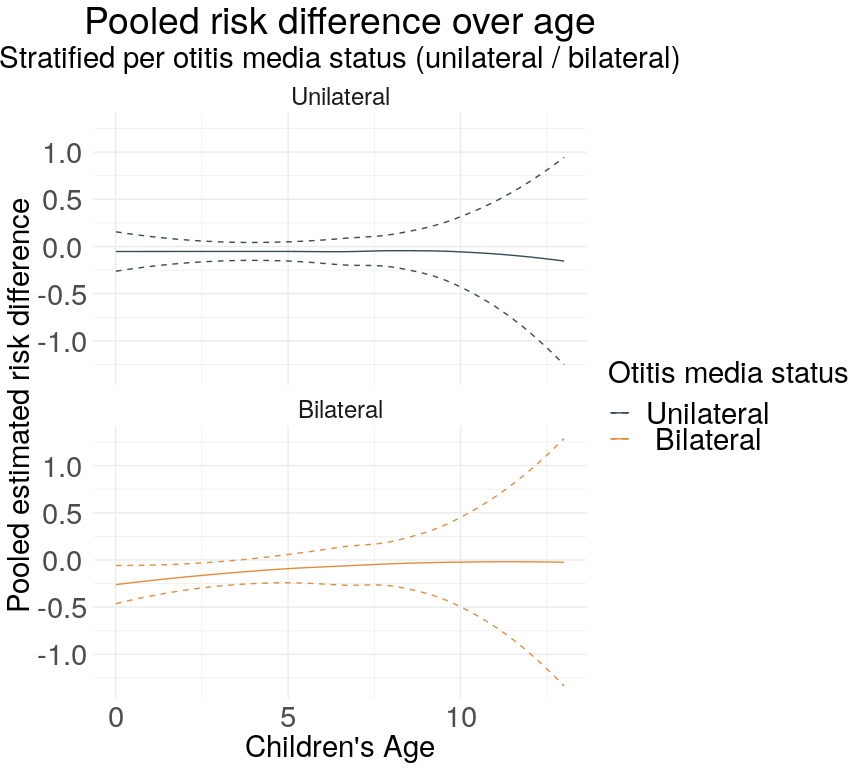 Pooled risk difference over age
Stratified per otitis media status (unilateral / bilateral)
Unilateral
1.0
0.5
0.0
-0.5
-1.0
Bilateral
1.0
0.5
0.0
-0.5
-1.0
0 5 10
Children's Age
Pooled estimated risk difference
Otitis media status
Unilateral
Bilateral